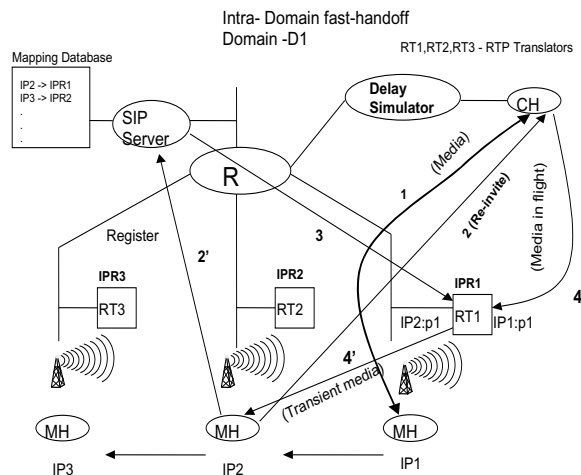 Intra- Domain fast-handoff
Domain -D1
RT1,RT2,RT3 - RTP Translators
Mapping Database
IP2 -> IPR1
IP3 -> IPR2
.
.
.
SIP
Server
Delay
Simulator
CH
R
(Media)
1
2 (Re-invite)
(Media in flight)
3
Register
2'
4
IPR3
IPR2
IPR1
RT3
RT2
IP2:p1
RT1
IP1:p1
4'
(Transient media)
MH
MH
MH
IP3
IP2
IP1